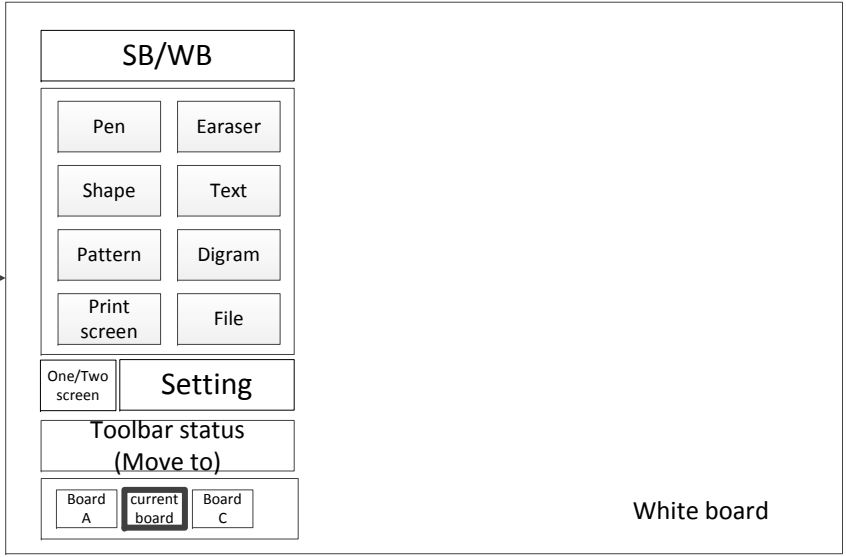 SB/WB
Pen
Earaser
Shape
Text
Pattern
Digram
Print
screen
File
One/Two
screen
Setting
Toolbar status
(Move to)
Board
A
current
board
Board
C
White board